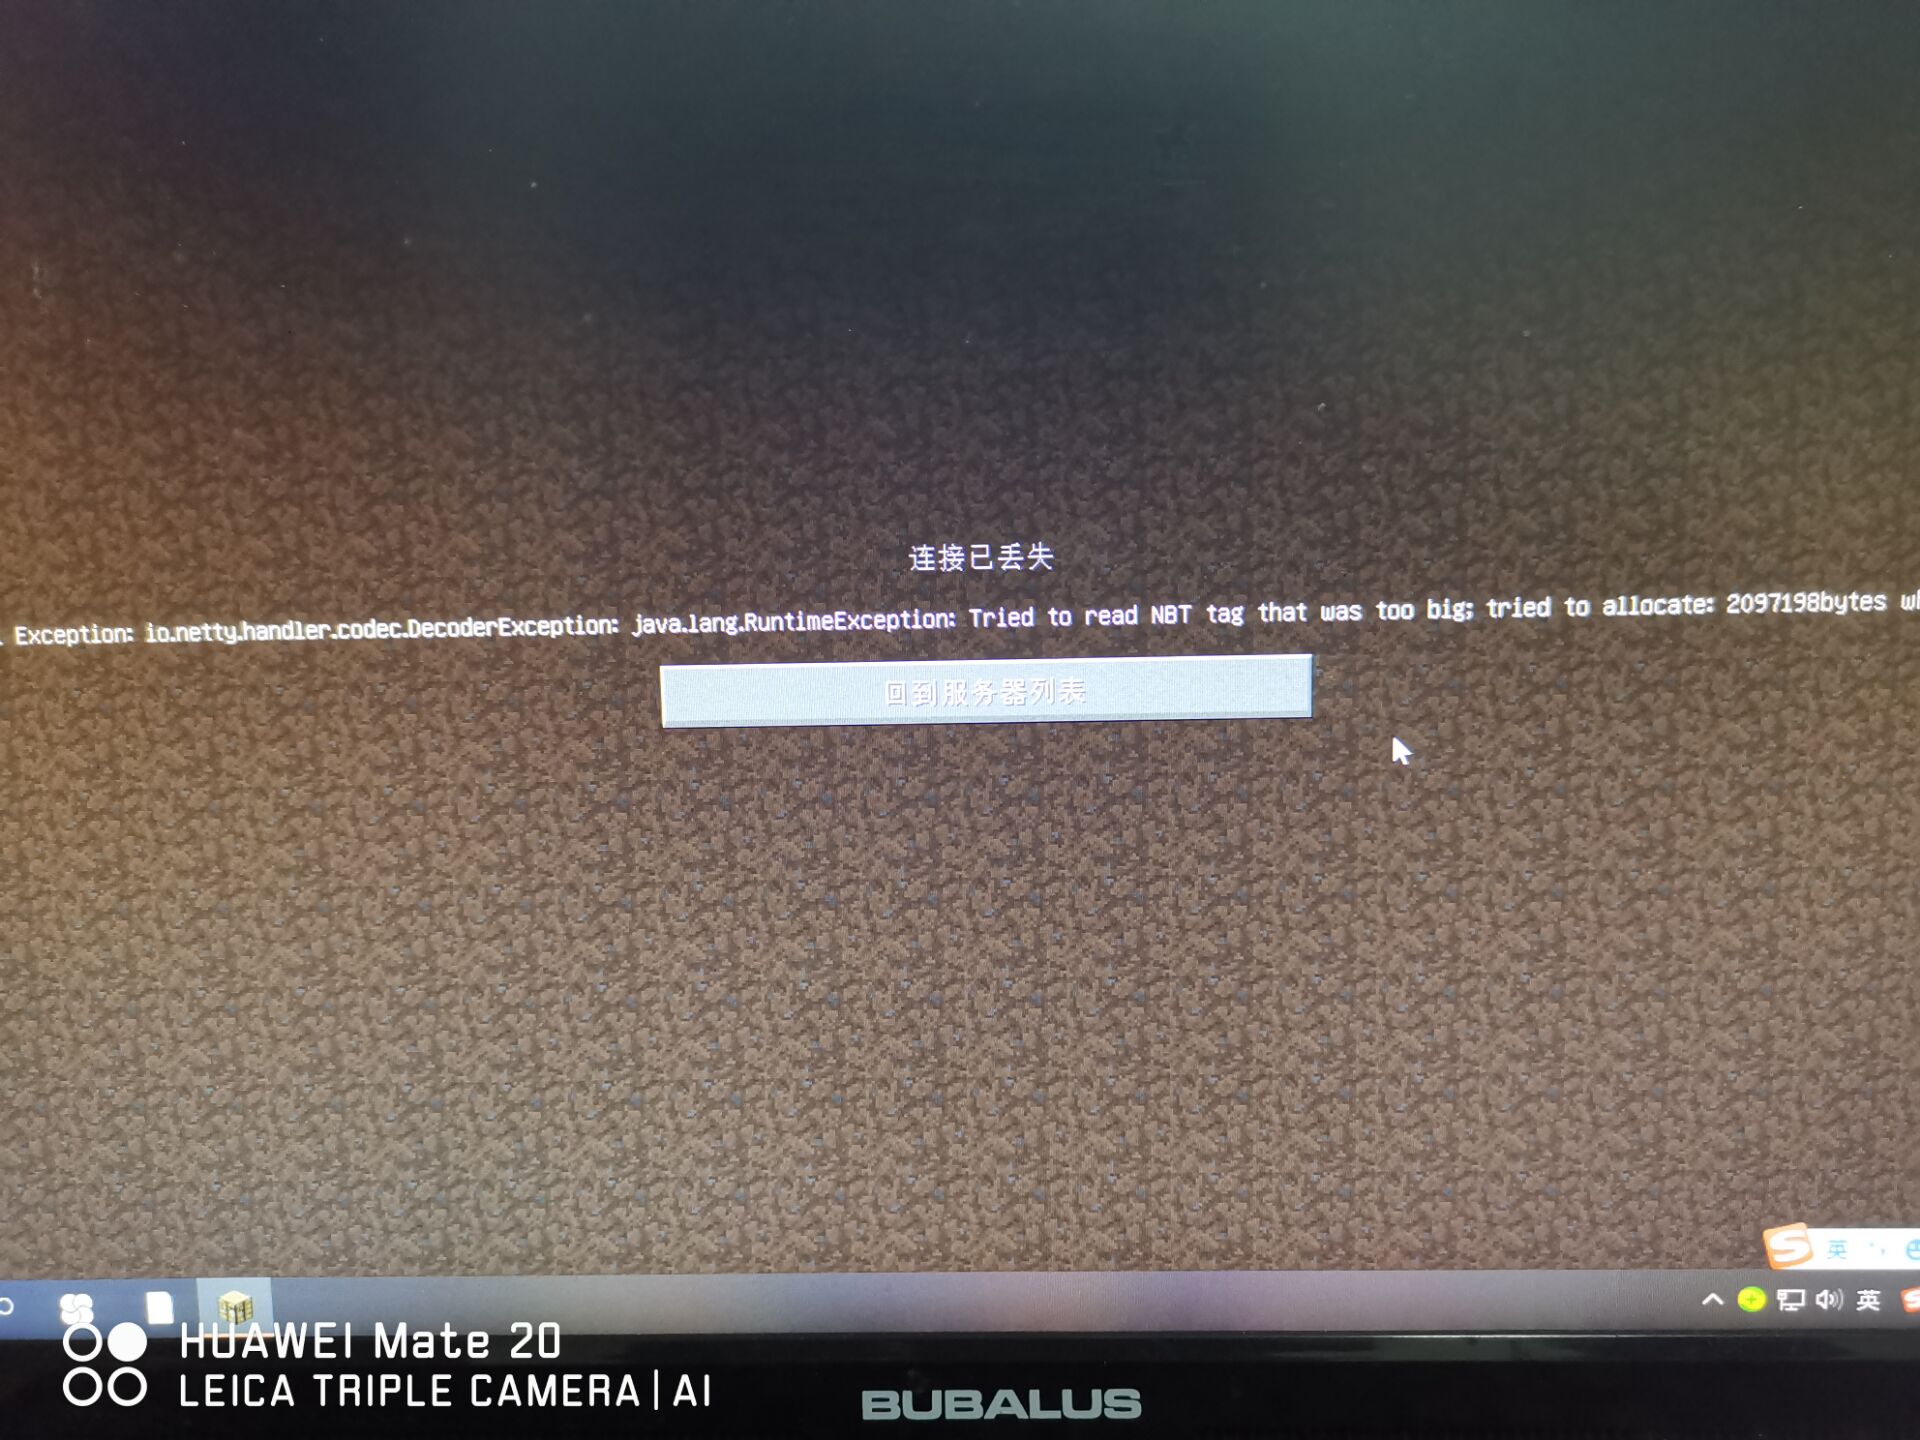 连接已丢失
Exception: io.netty.handler.codec.DecoderException: java.lang.RuntimeException: Tried to read NBT tag that was too big; tried to allocate: 2097198bytes wh
回到服务器列表
英
英
HUAWEI Mate 20
LEICA TRIPLE CAMERA | AI
BUBALUS